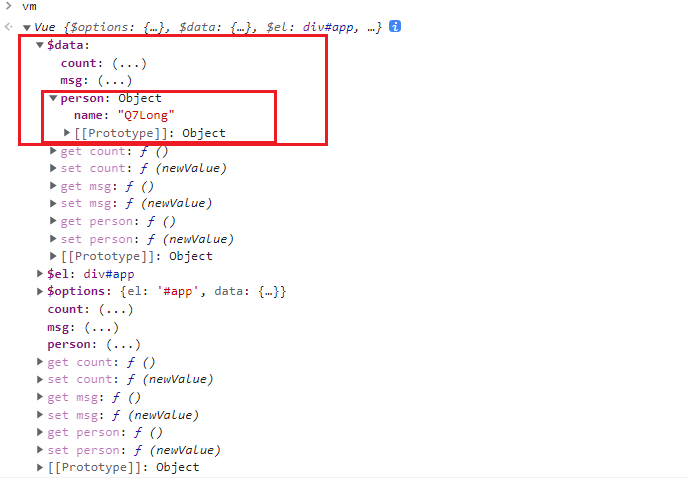 vm
Vue {$options: {…}, $data: {…}, $el: div#app, …}
$data:
count: (...)
msg: (...)
person: Object
name: "Q7Long"
[[Prototype]]: Object
get count: ƒ ()
set count: ƒ (newValue)
get msg: ƒ ()
set msg: ƒ (newValue)
get person: ƒ ()
set person: ƒ (newValue)
[[Prototype]]: Object
$el: div#app
$options: {el: '#app', data: {…}}
count: (...)
msg: (...)
person: (...)
get count: ƒ ()
set count: ƒ (newValue)
get msg: ƒ ()
set msg: ƒ (newValue)
get person: ƒ ()
set person: ƒ (newValue)
[[Prototype]]: Object